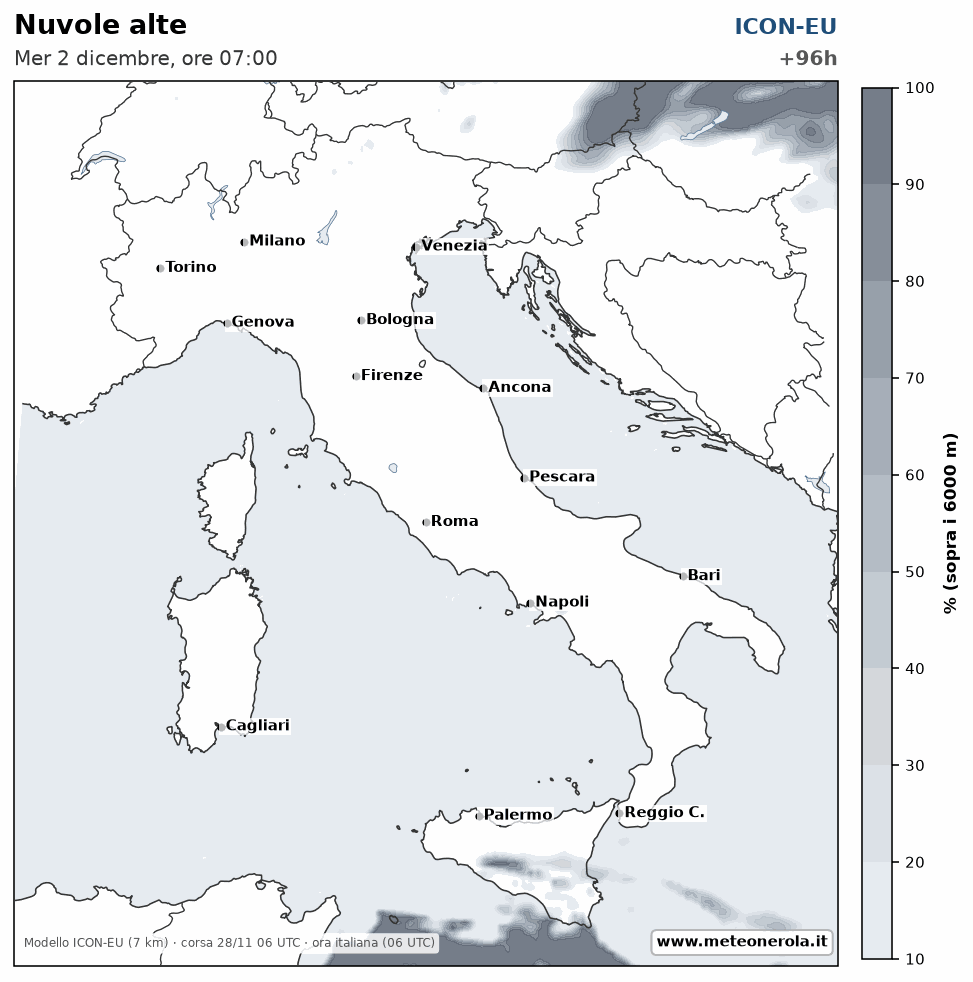 Nuvole alte
ICON-EU
Mer 2 dicembre, ore 07:00
+96h
100
90
80
70
60
50
40
30
20
10
% (sopra i 6000 m)
Milano
Venezia
Torino
Genova
Bologna
Firenze
Ancona
Pescara
Roma
Bari
Napoli
Cagliari
Palermo
Reggio C.
Modello ICON-EU (7 km) · corsa 28/11 06 UTC · ora italiana (06 UTC)
www.meteonerola.it